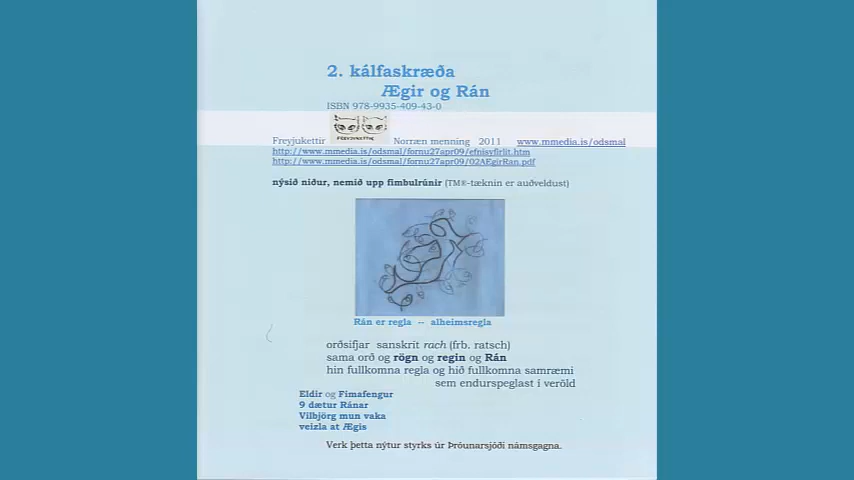 2. kálfaskræða
Ægir og Rán
ISBN 978-9935-409-43-0
FREYJUKETTIR
Freyjukettir Norræn menning 2011 www.mmedia.is/odsmal
http://www.mmedia.is/odsmal/fornu27apr09/efnisyfirlit.htm
http://www.mmedia.is/odsmal/fornu27apr09/02AEgirRan.pdf
nýsið niður, nemið upp fimbulrúnir (TM®-tæknin er auðveldust)
Rán er regla -- alheimsregla
orðsifjar sanskrit rach (frb. ratsch)
sama orð og rögn og regin og Rán
hin fullkomna regla og hið fullkomna samræmi
sem endurspeglast í veröld
Eldir og Fimafengur
9 dætur Ránar
Vilbjörg mun vaka
veizla at Ægis
Verk þetta nýtur styrks úr Þróunarsjóði námsgagna.